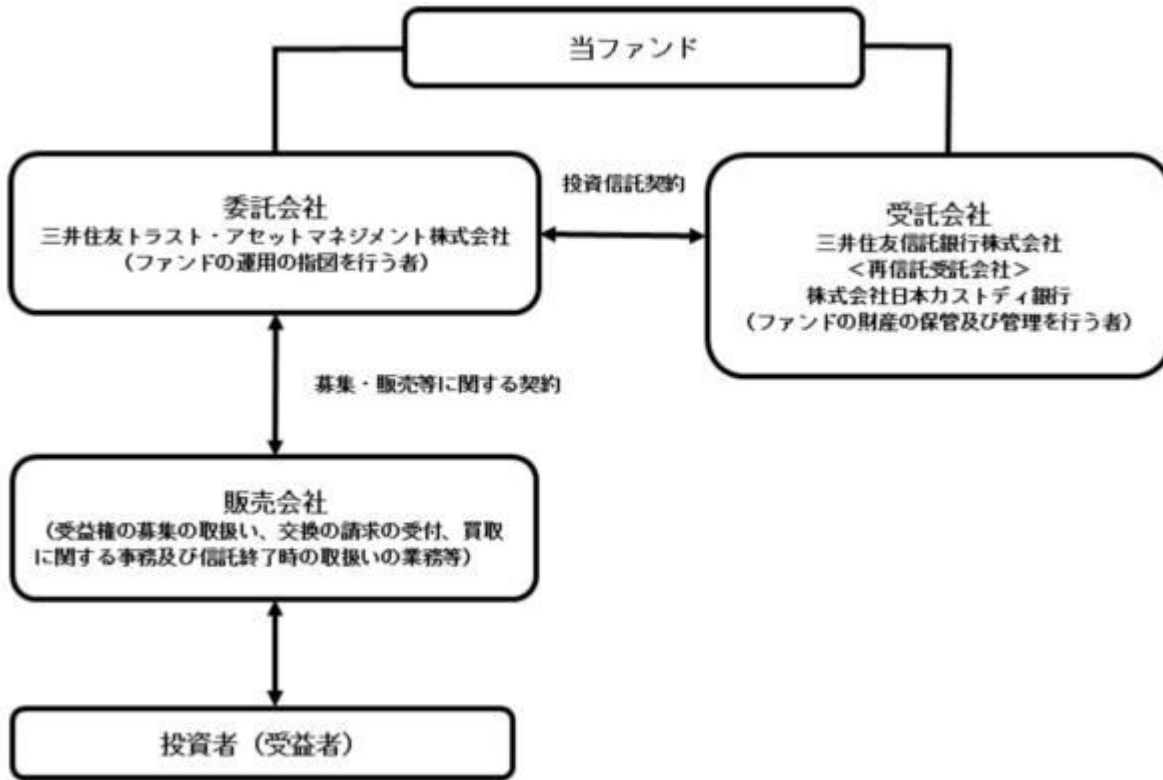 当ファンド
委託会社
三井住友トラスト・アセットマネジメント株式会社
（ファンドの運用の指図を行う者）
投資信託契約
受託会社
三井住友信託銀行株式会社
＜再信託受託会社＞
株式会社日本カストディ銀行
（ファンドの財産の保管及び管理を行う者）
募集・販売等に関する契約
販売会社
（受益権の募集の取扱い、交換の請求の受付、買取
に関する事務及び信託終了時の取扱いの業務等）
投資者（受益者）